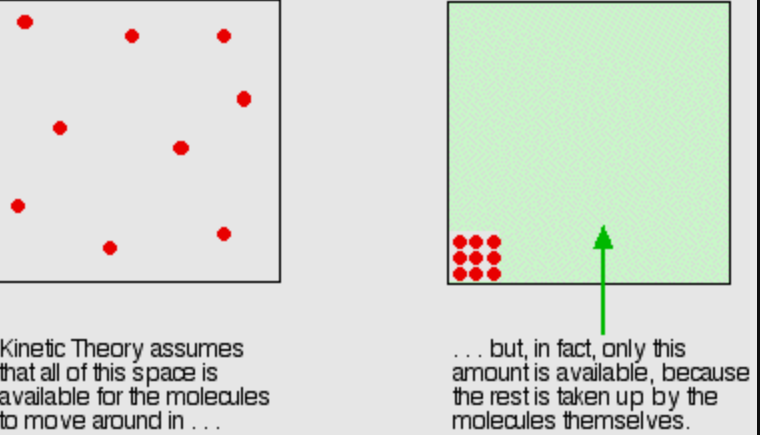 Kinetic Theory assumes
that all of this space is
available for the molecules
to move around in . . .
. . . but, in fact, only this
amount is available, because
the rest is taken up by the
molecules themselves.